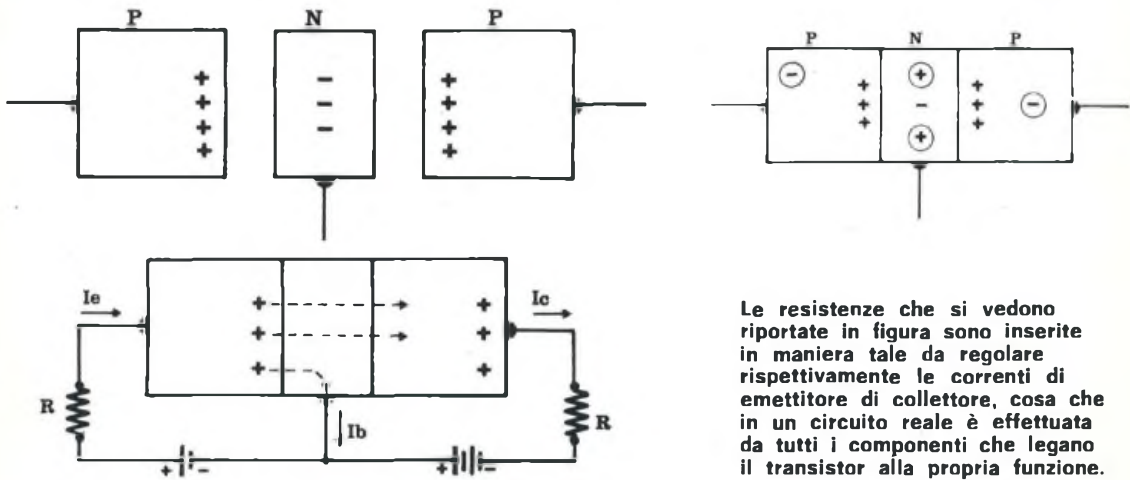 P N P
+ − +
+ − +
+ − +
+ +
P N P
− +
+ +
+ − + −
+ +
+
Ie
Ic
+ +
+ +
+ +
R
R
Ib
+ − + −
Le resistenze che si vedono
riportate in figura sono inserite
in maniera tale da regolare
rispettivamente le correnti di
emettitore di collettore, cosa che
in un circuito reale è effettuata
da tutti i componenti che legano
il transistor alla propria funzione.